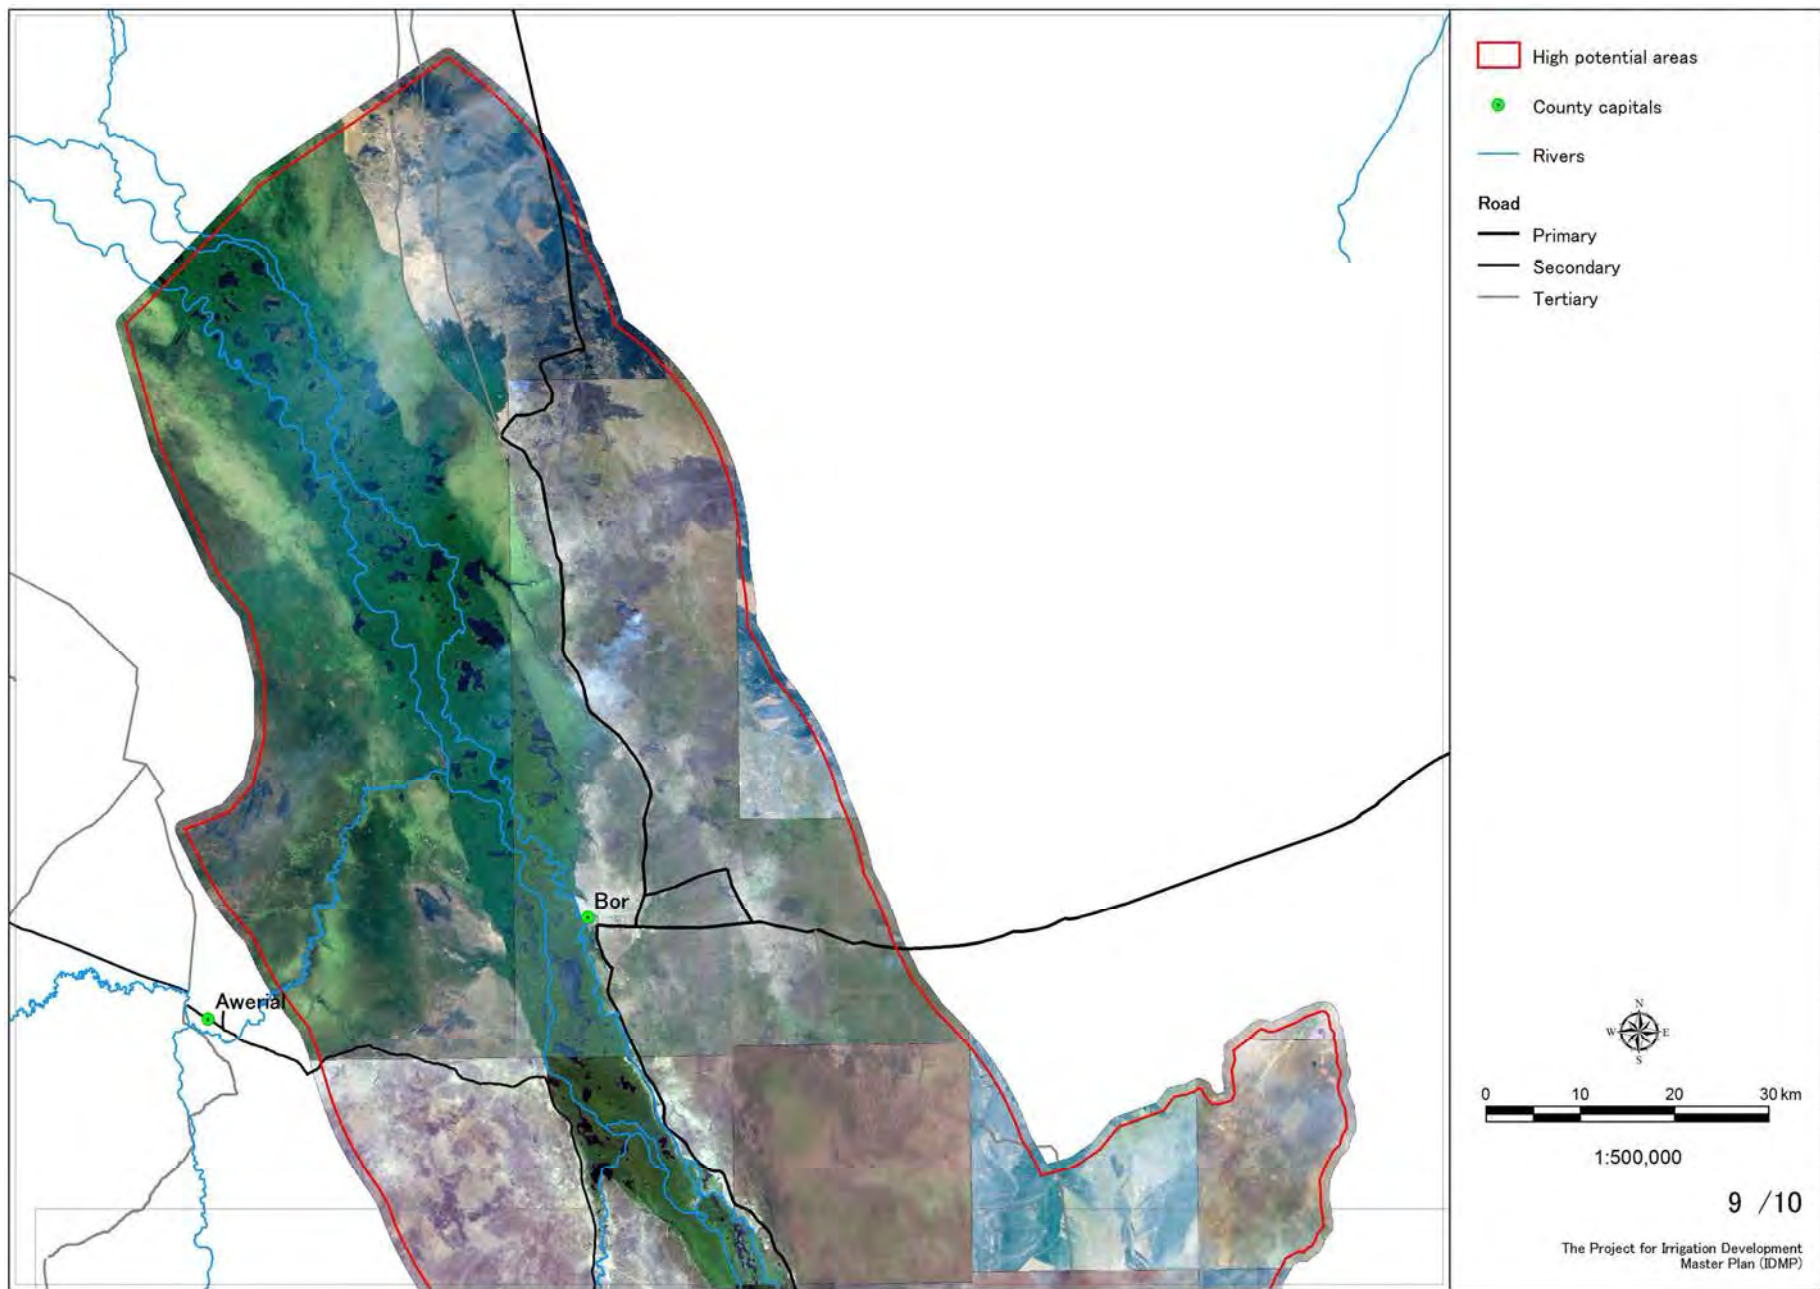 High potential areas
County capitals
Rivers
Road
Primary
Secondary
Tertiary
Bor
Awerial
N
W E
S
0 10 20 30 km
1:500,000
9 /10
The Project for Irrigation Development
Master Plan (IDMP)